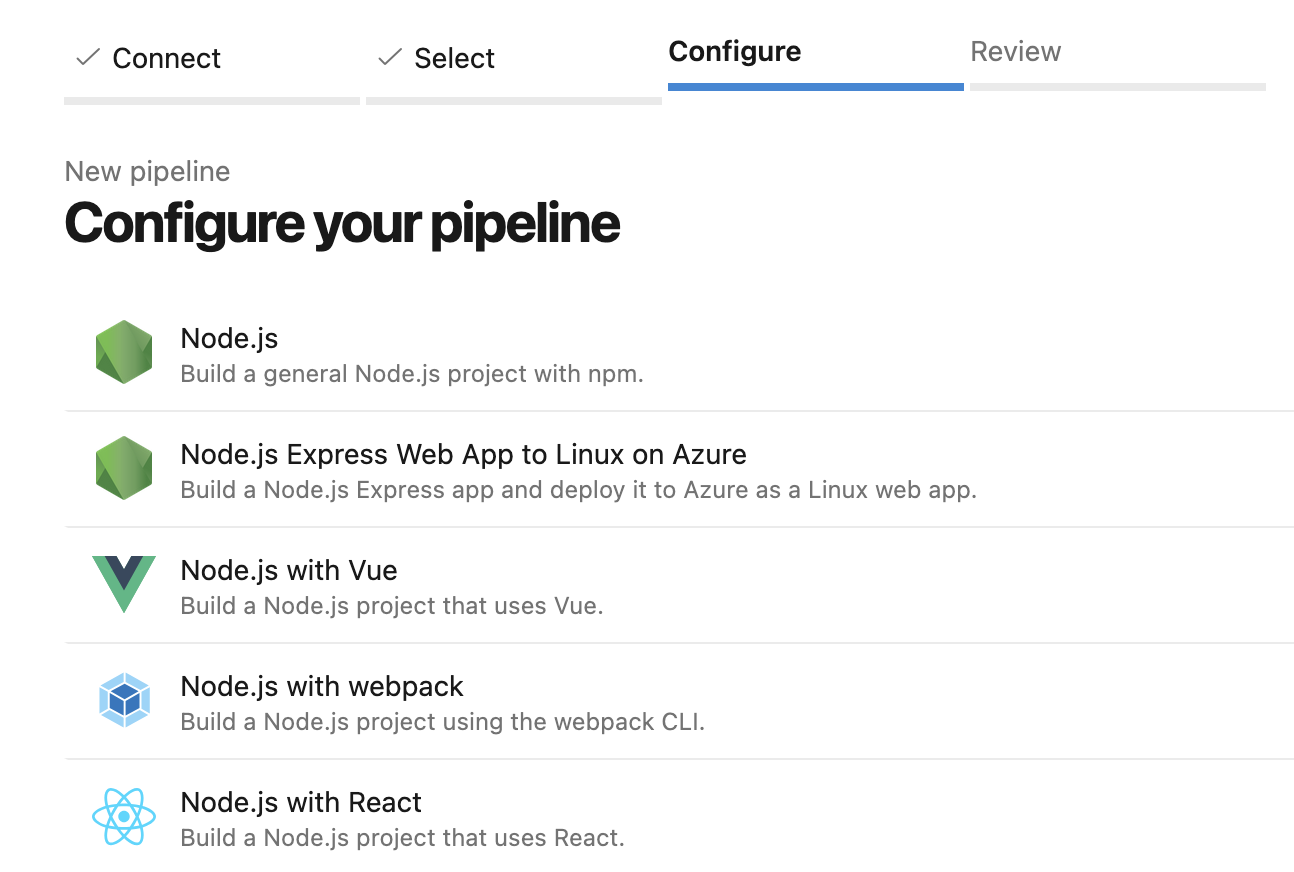 Connect
Select
Configure
Review
New pipeline
Configure your pipeline
Node.js
Build a general Node.js project with npm.
Node.js Express Web App to Linux on Azure
Build a Node.js Express app and deploy it to Azure as a Linux web app.
Node.js with Vue
Build a Node.js project that uses Vue.
Node.js with webpack
Build a Node.js project using the webpack CLI.
Node.js with React
Build a Node.js project that uses React.